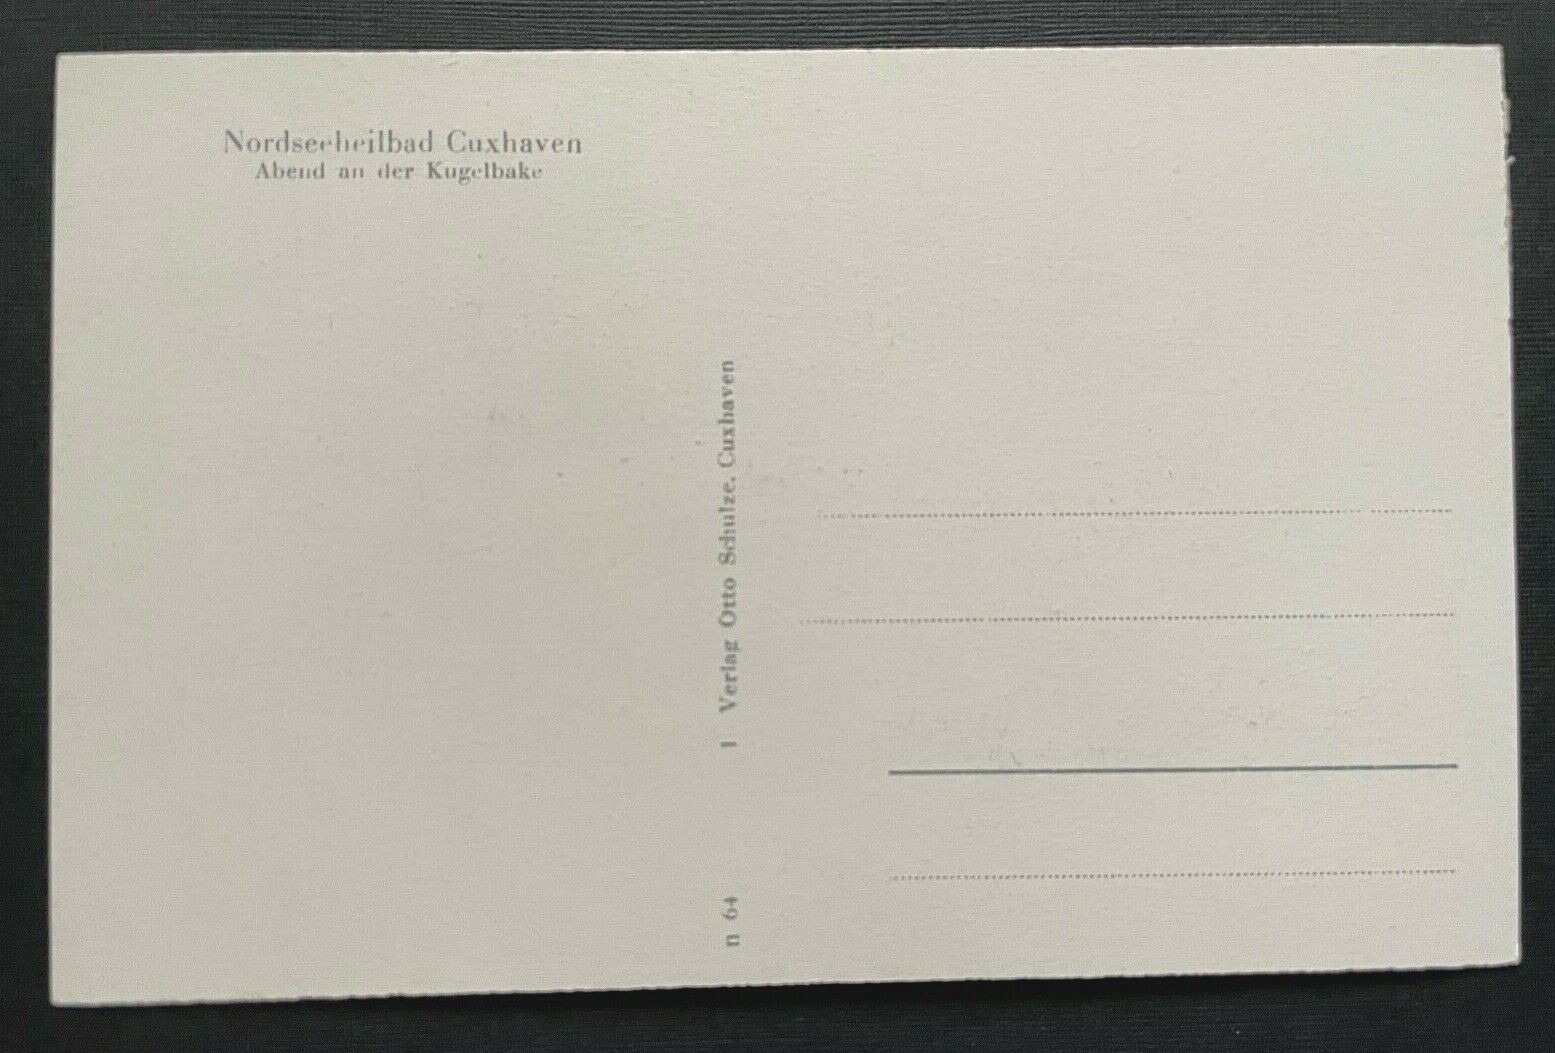 Nordseeheilbad Cuxhaven
Abend an der Kugelbake
n 64 1 Verlag Otto Schulze, Cuxhaven